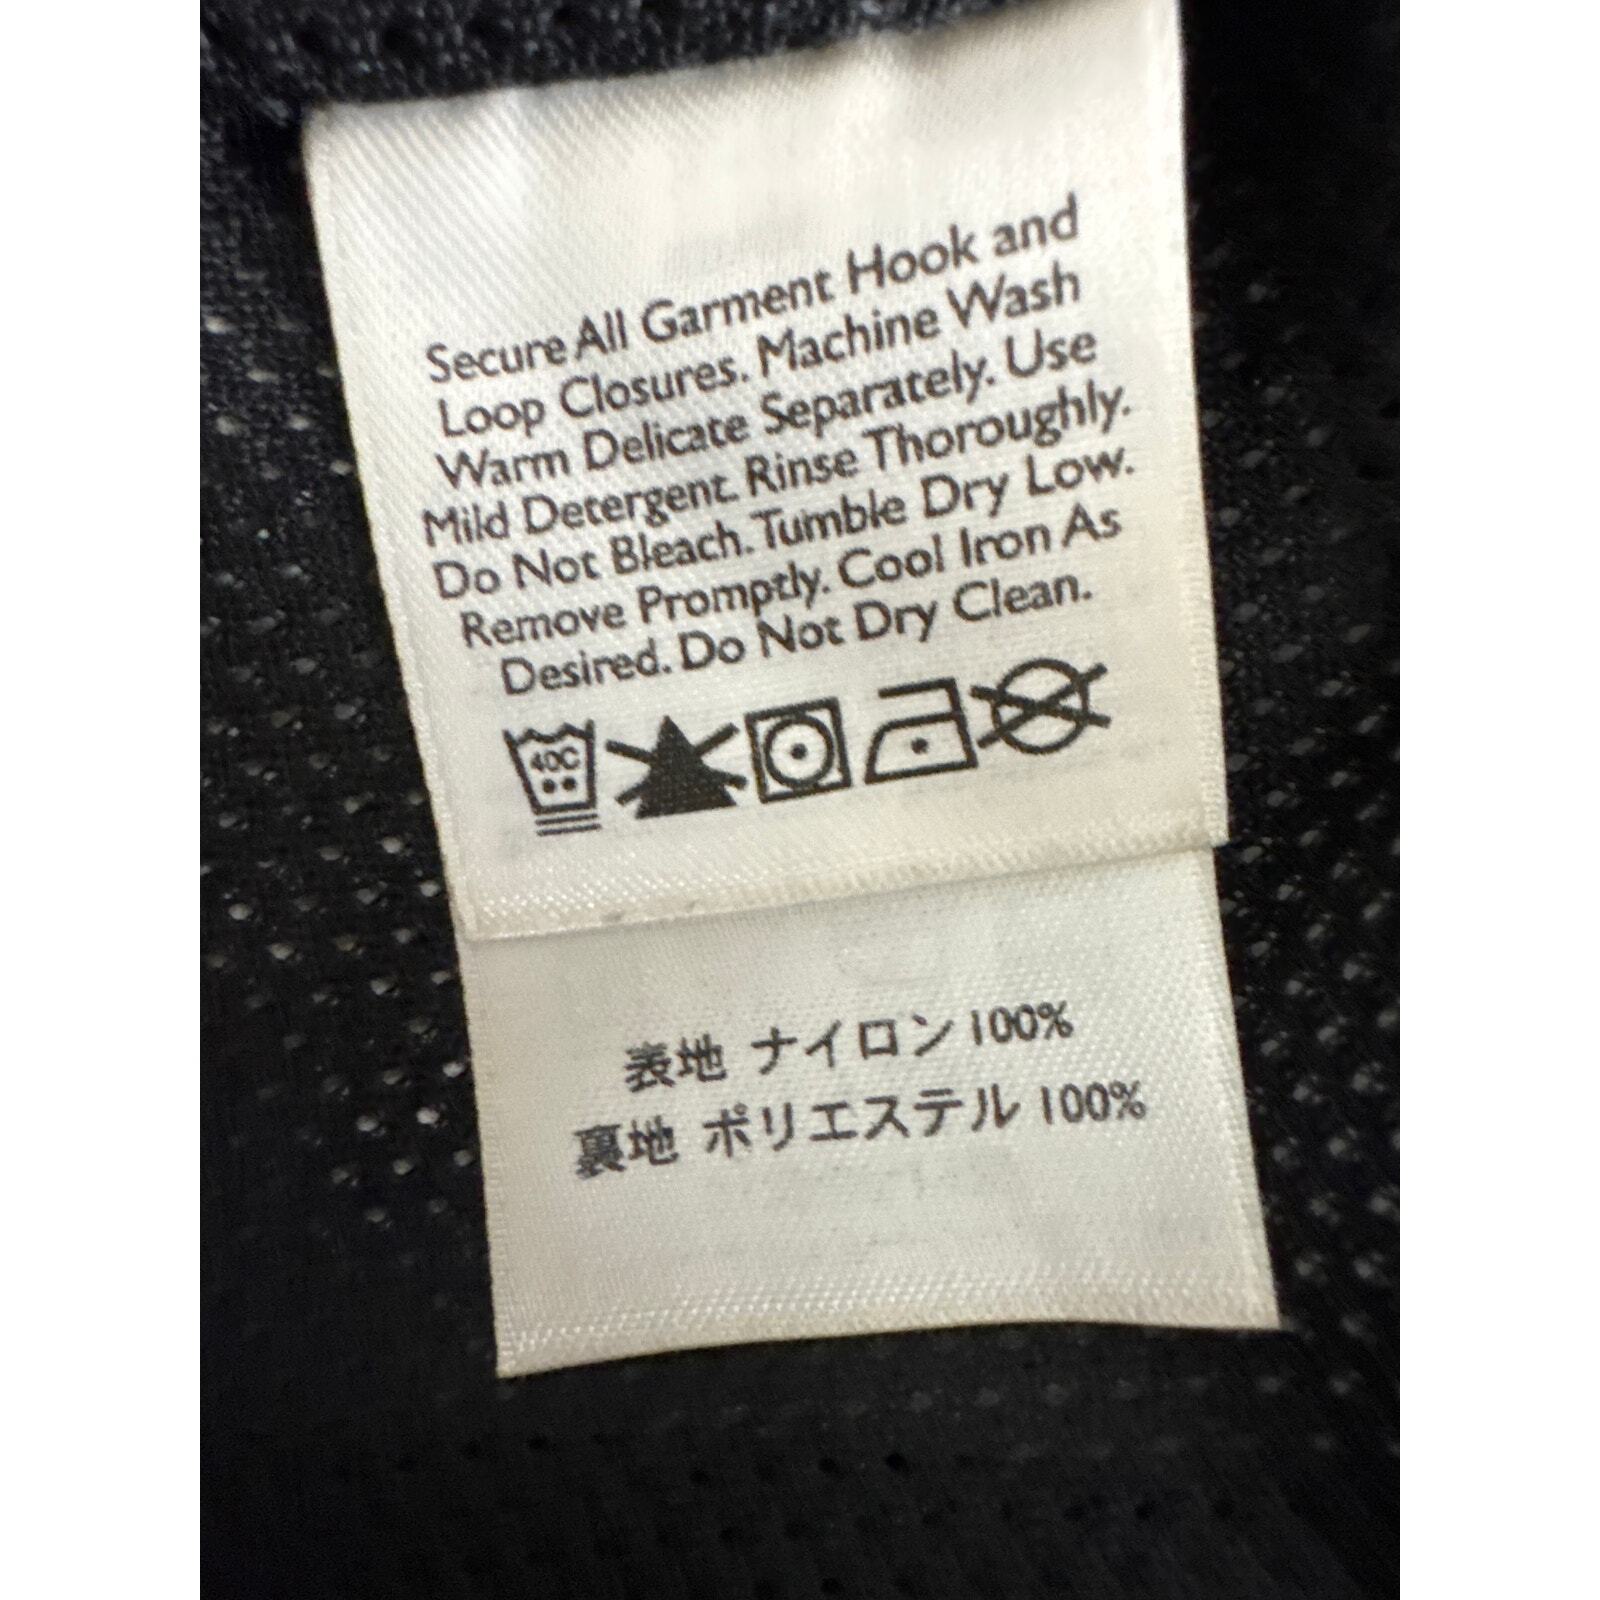 Secure All Garment Hook and
Loop Closures. Machine Wash
Warm Delicate Separately. Use
Mild Detergent. Rinse Thoroughly.
Do Not Bleach. Tumble Dry Low.
Remove Promptly. Cool Iron As
Desired. Do Not Dry Clean.
40C
表地 ナイロン 100%
裏地 ポリエステル 100%